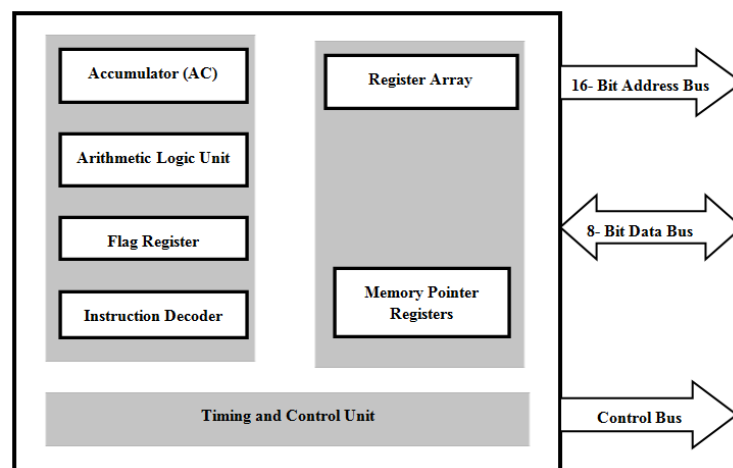 Accumulator (AC)
Arithmetic Logic Unit
Flag Register
Instruction Decoder
Register Array
Memory Pointer
Registers
Timing and Control Unit
16- Bit Address Bus
8- Bit Data Bus
Control Bus